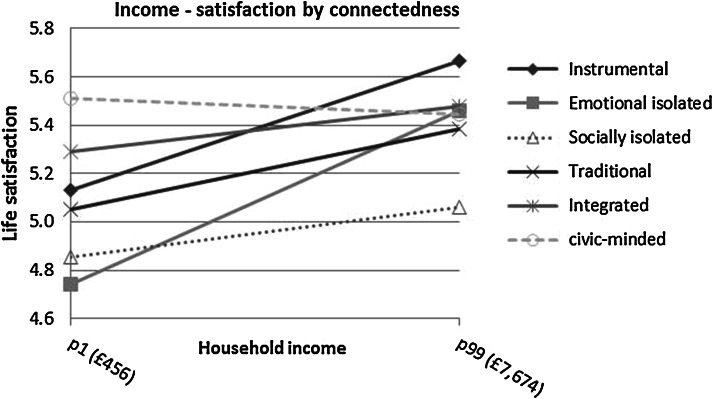 Income - satisfaction by connectedness
5.8
5.6
5.4
5.2
5.0
4.8
4.6
Life satisfaction
p1 (£456)
Household income
p99 (£7,674)
Instrumental
Emotional isolated
Socially isolated
Traditional
Integrated
civic-minded